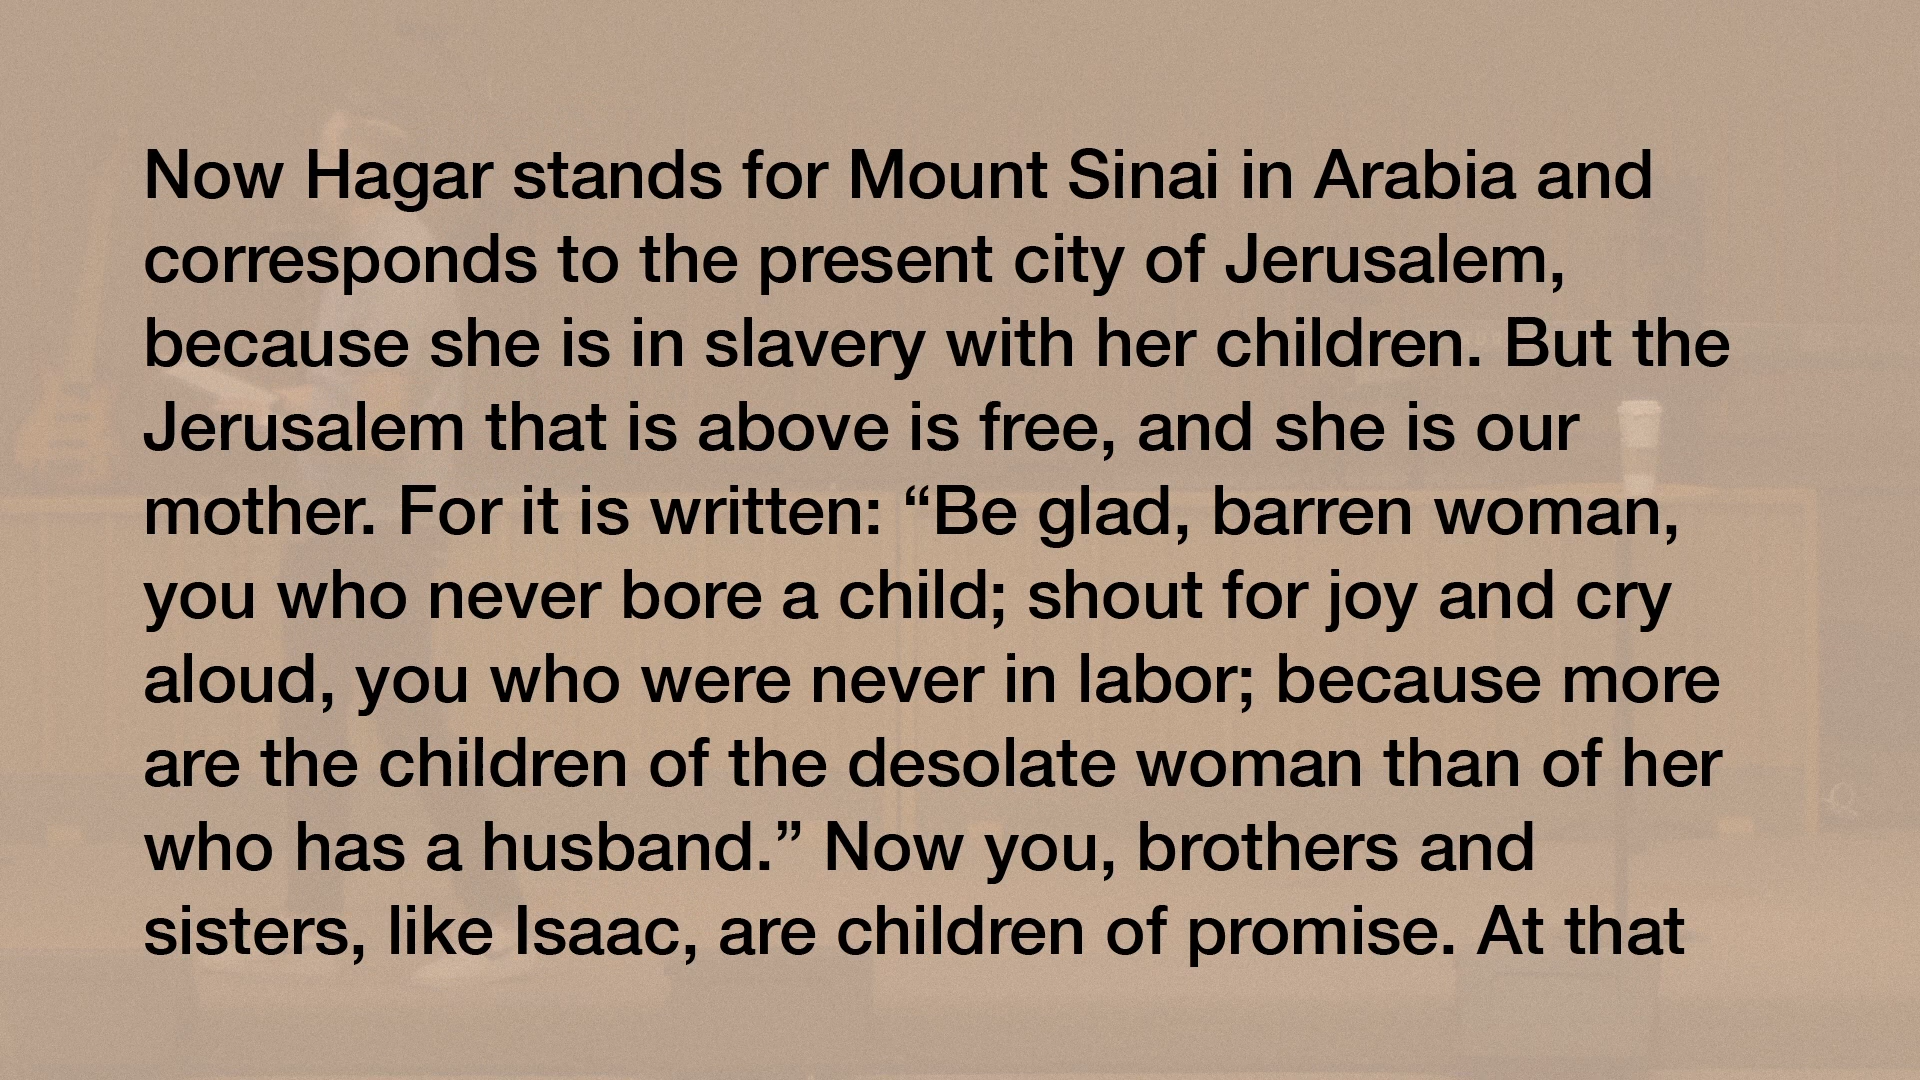 Now Hagar stands for Mount Sinai in Arabia and
corresponds to the present city of Jerusalem,
because she is in slavery with her children. But the
Jerusalem that is above is free, and she is our
mother. For it is written: “Be glad, barren woman,
you who never bore a child; shout for joy and cry
aloud, you who were never in labor; because more
are the children of the desolate woman than of her
who has a husband.” Now you, brothers and
sisters, like Isaac, are children of promise. At that